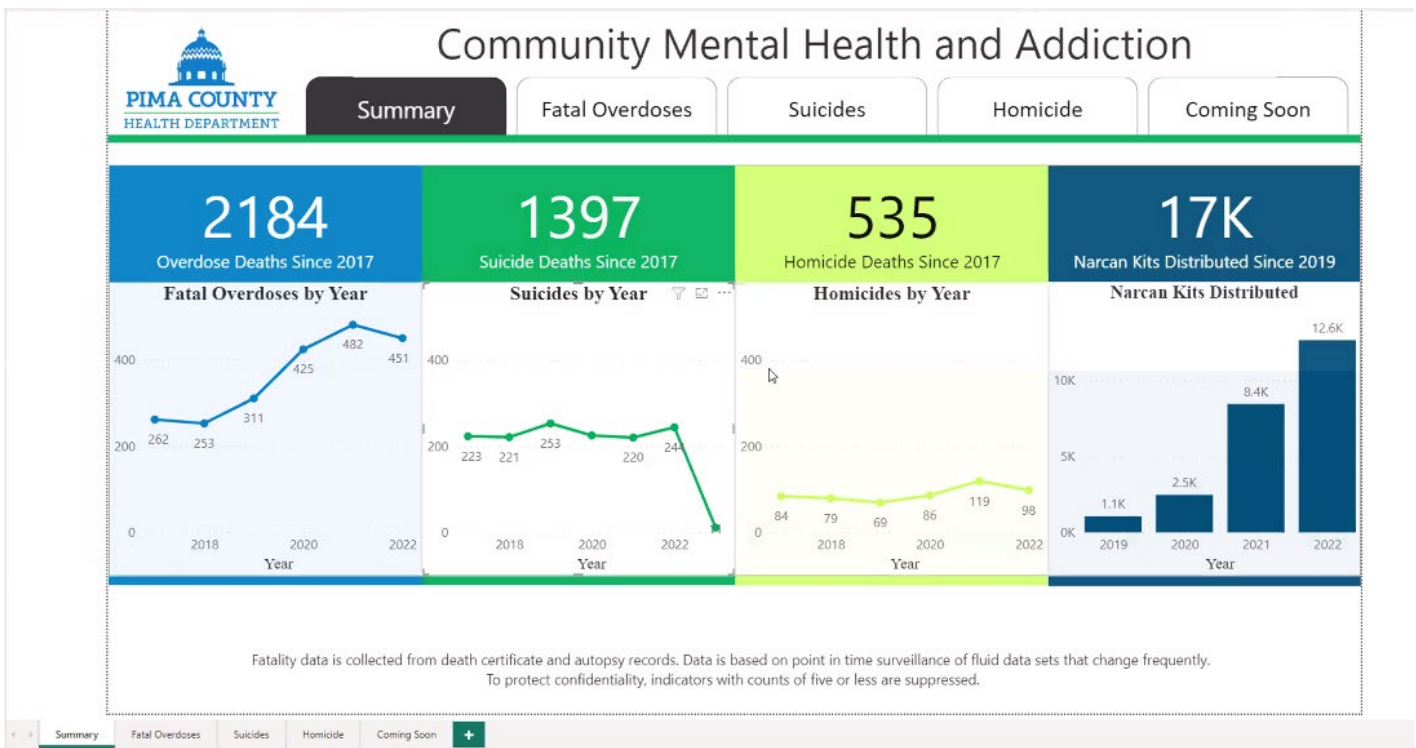 Community Mental Health and Addiction
PIMA COUNTY
HEALTH DEPARTMENT
Summary
Fatal Overdoses
Suicides
Homicide
Coming Soon
2184
Overdose Deaths Since 2017
1397
Suicide Deaths Since 2017
535
Homicide Deaths Since 2017
17K
Narcan Kits Distributed Since 2019
Fatal Overdoses by Year
400
200
0
262
253
311
425
482
451
2018
2020
2022
Year
Suicides by Year
400
200
0
223
221
253
220
244
2018
2020
2022
Year
Homicides by Year
400
200
0
84
79
69
86
119
98
2018
2020
2022
Year
Narcan Kits Distributed
10K
5K
0K
1.1K
2.5K
8.4K
12.6K
2019
2020
2021
2022
Year
Fatality data is collected from death certificate and autopsy records. Data is based on point in time surveillance of fluid data sets that change frequently.
To protect confidentiality, indicators with counts of five or less are suppressed.
Summary
Fatal Overdoses
Suicides
Homicide
Coming Soon